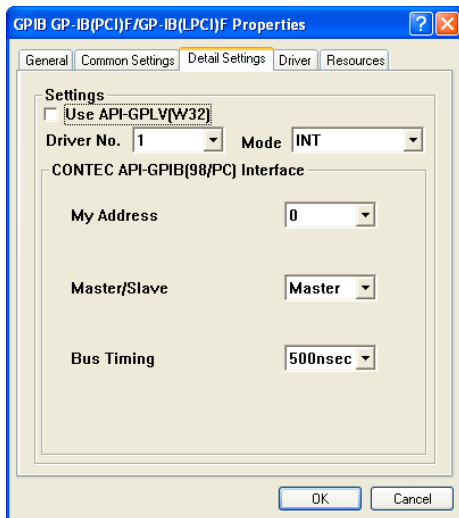 GPIB GP-IB(PCI)F/GP-IB(LPCI)F Properties
General Common Settings Detail Settings Driver Resources
Settings
Use API-GPLV(W32)
Driver No. 1 Mode INT
CONTEC API-GPIB(98/PC) Interface
My Address 0
Master/Slave Master
Bus Timing 500nsec
OK Cancel